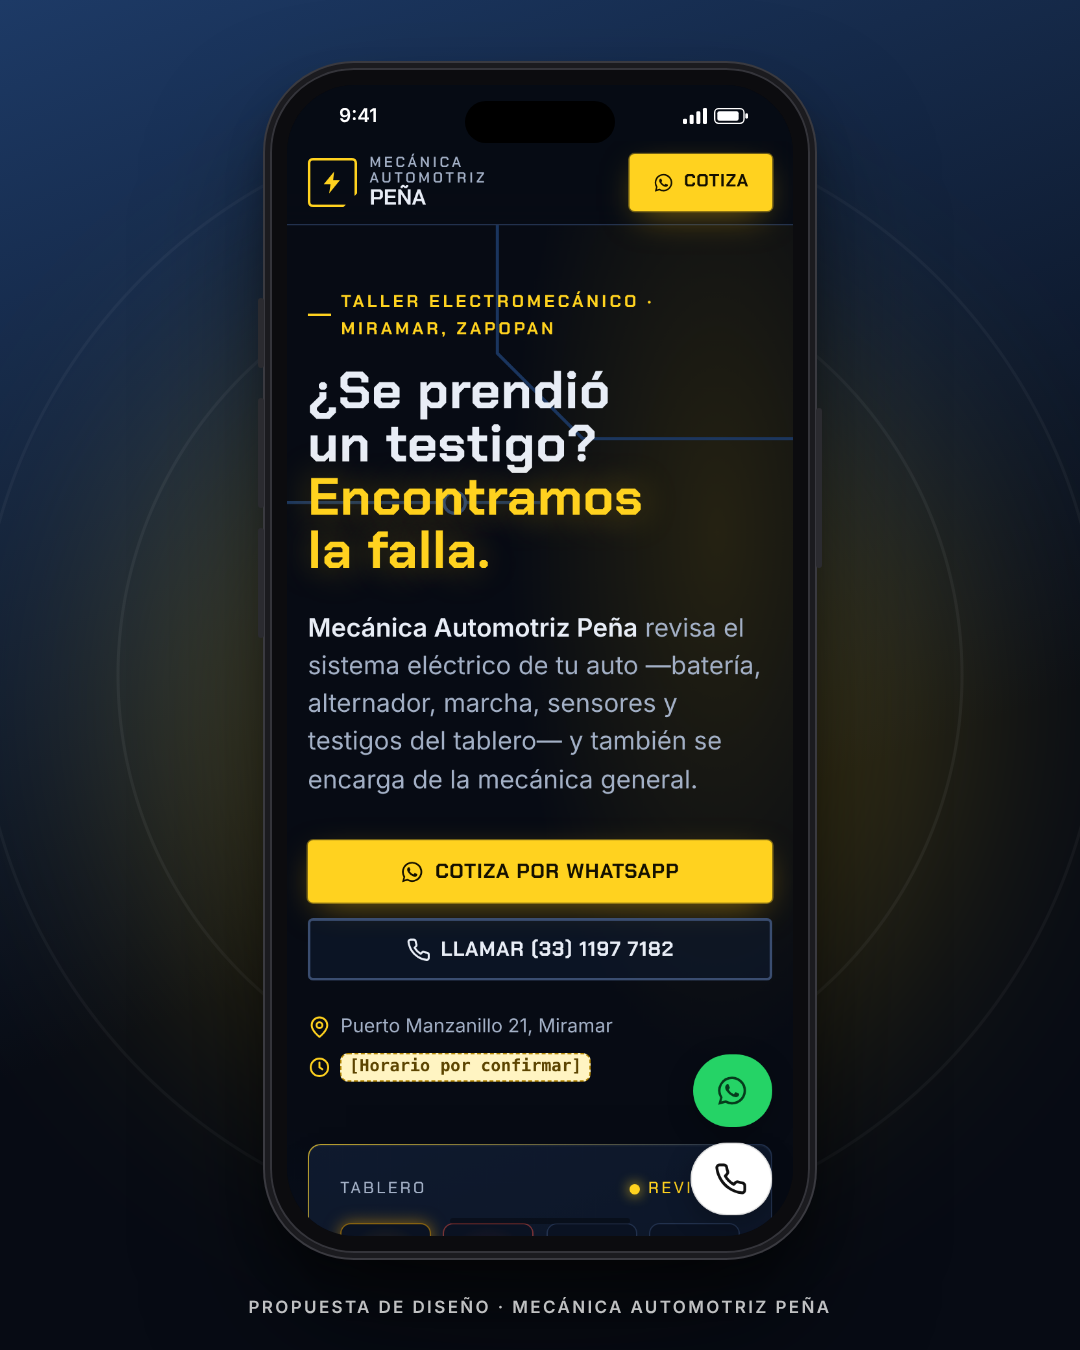 9:41
MECÁNICA
AUTOMOTRIZ
PEÑA
COTIZA
TALLER ELECTROMECÁNICO ·
MIRAMAR, ZAPOPAN
¿Se prendió
un testigo?
Encontramos
la falla.
Mecánica Automotriz Peña revisa el
sistema eléctrico de tu auto —batería,
alternador, marcha, sensores y
testigos del tablero— y también se
encarga de la mecánica general.
COTIZA POR WHATSAPP
LLAMAR (33) 1197 7182
Puerto Manzanillo 21, Miramar
[Horario por confirmar]
TABLERO
PROPUESTA DE DISEÑO · MECÁNICA AUTOMOTRIZ PEÑA